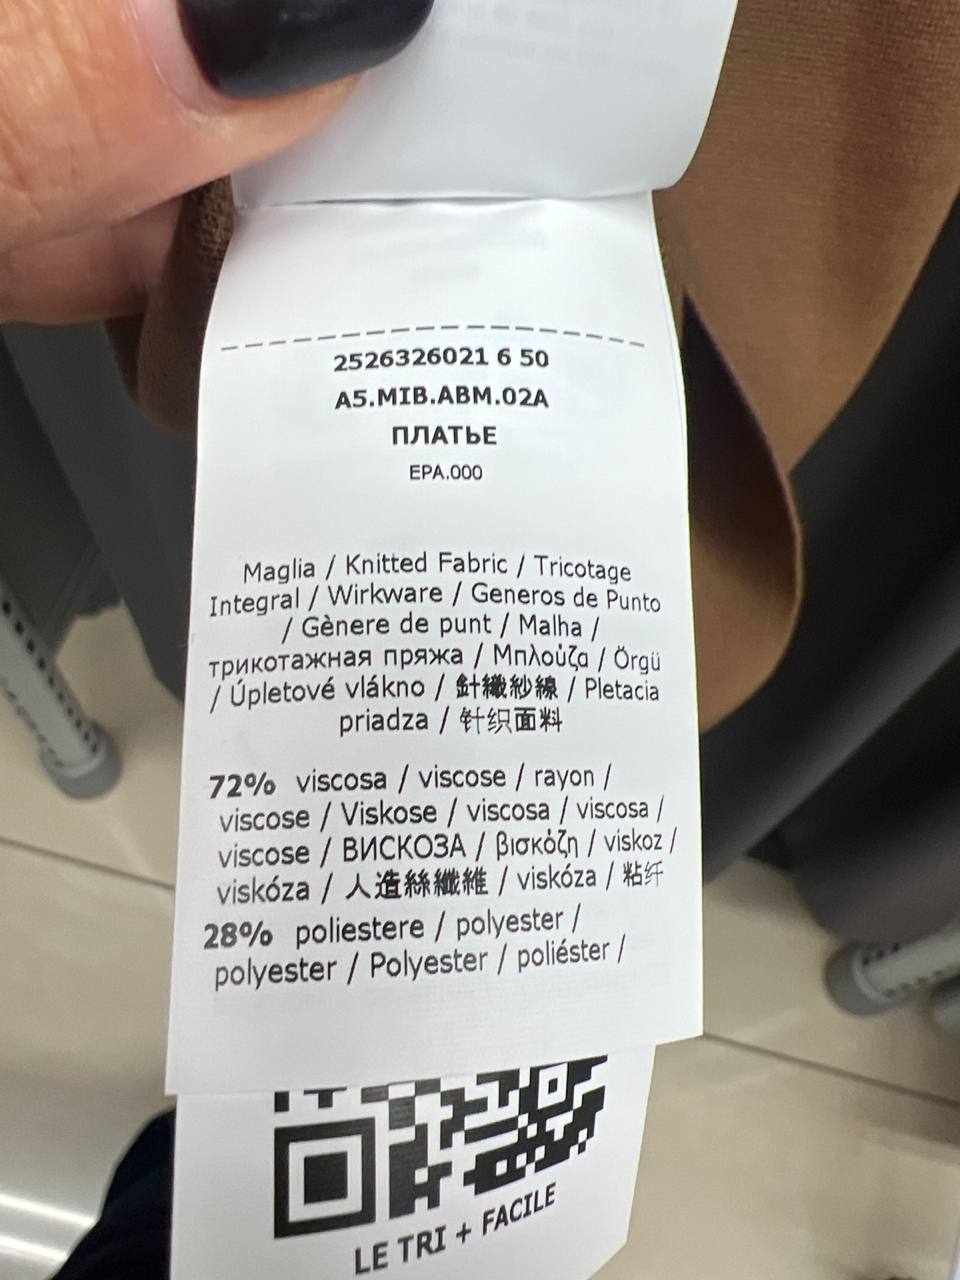 2526326021 6 50
A5.MIB.ABM.02A
ПЛАТЬЕ
EPA.000
Maglia / Knitted Fabric / Tricotage
Integral / Wirkware / Generos de Punto
/ Gènere de punt / Malha /
трикотажная пряжа / Μπλούζα / Örgü
/ Úpletové vlákno / 針織紗線 / Pletacia
priadza / 针织面料
72% viscosa / viscose / rayon /
viscose / Viskose / viscosa / viscosa /
viscose / ВИСКОЗА / βισκόζη / viskoz /
viskóza / 人造絲纖維 / viskóza / 粘纤
28% poliestere / polyester /
polyester / Polyester / poliéster /
LE TRI + FACILE